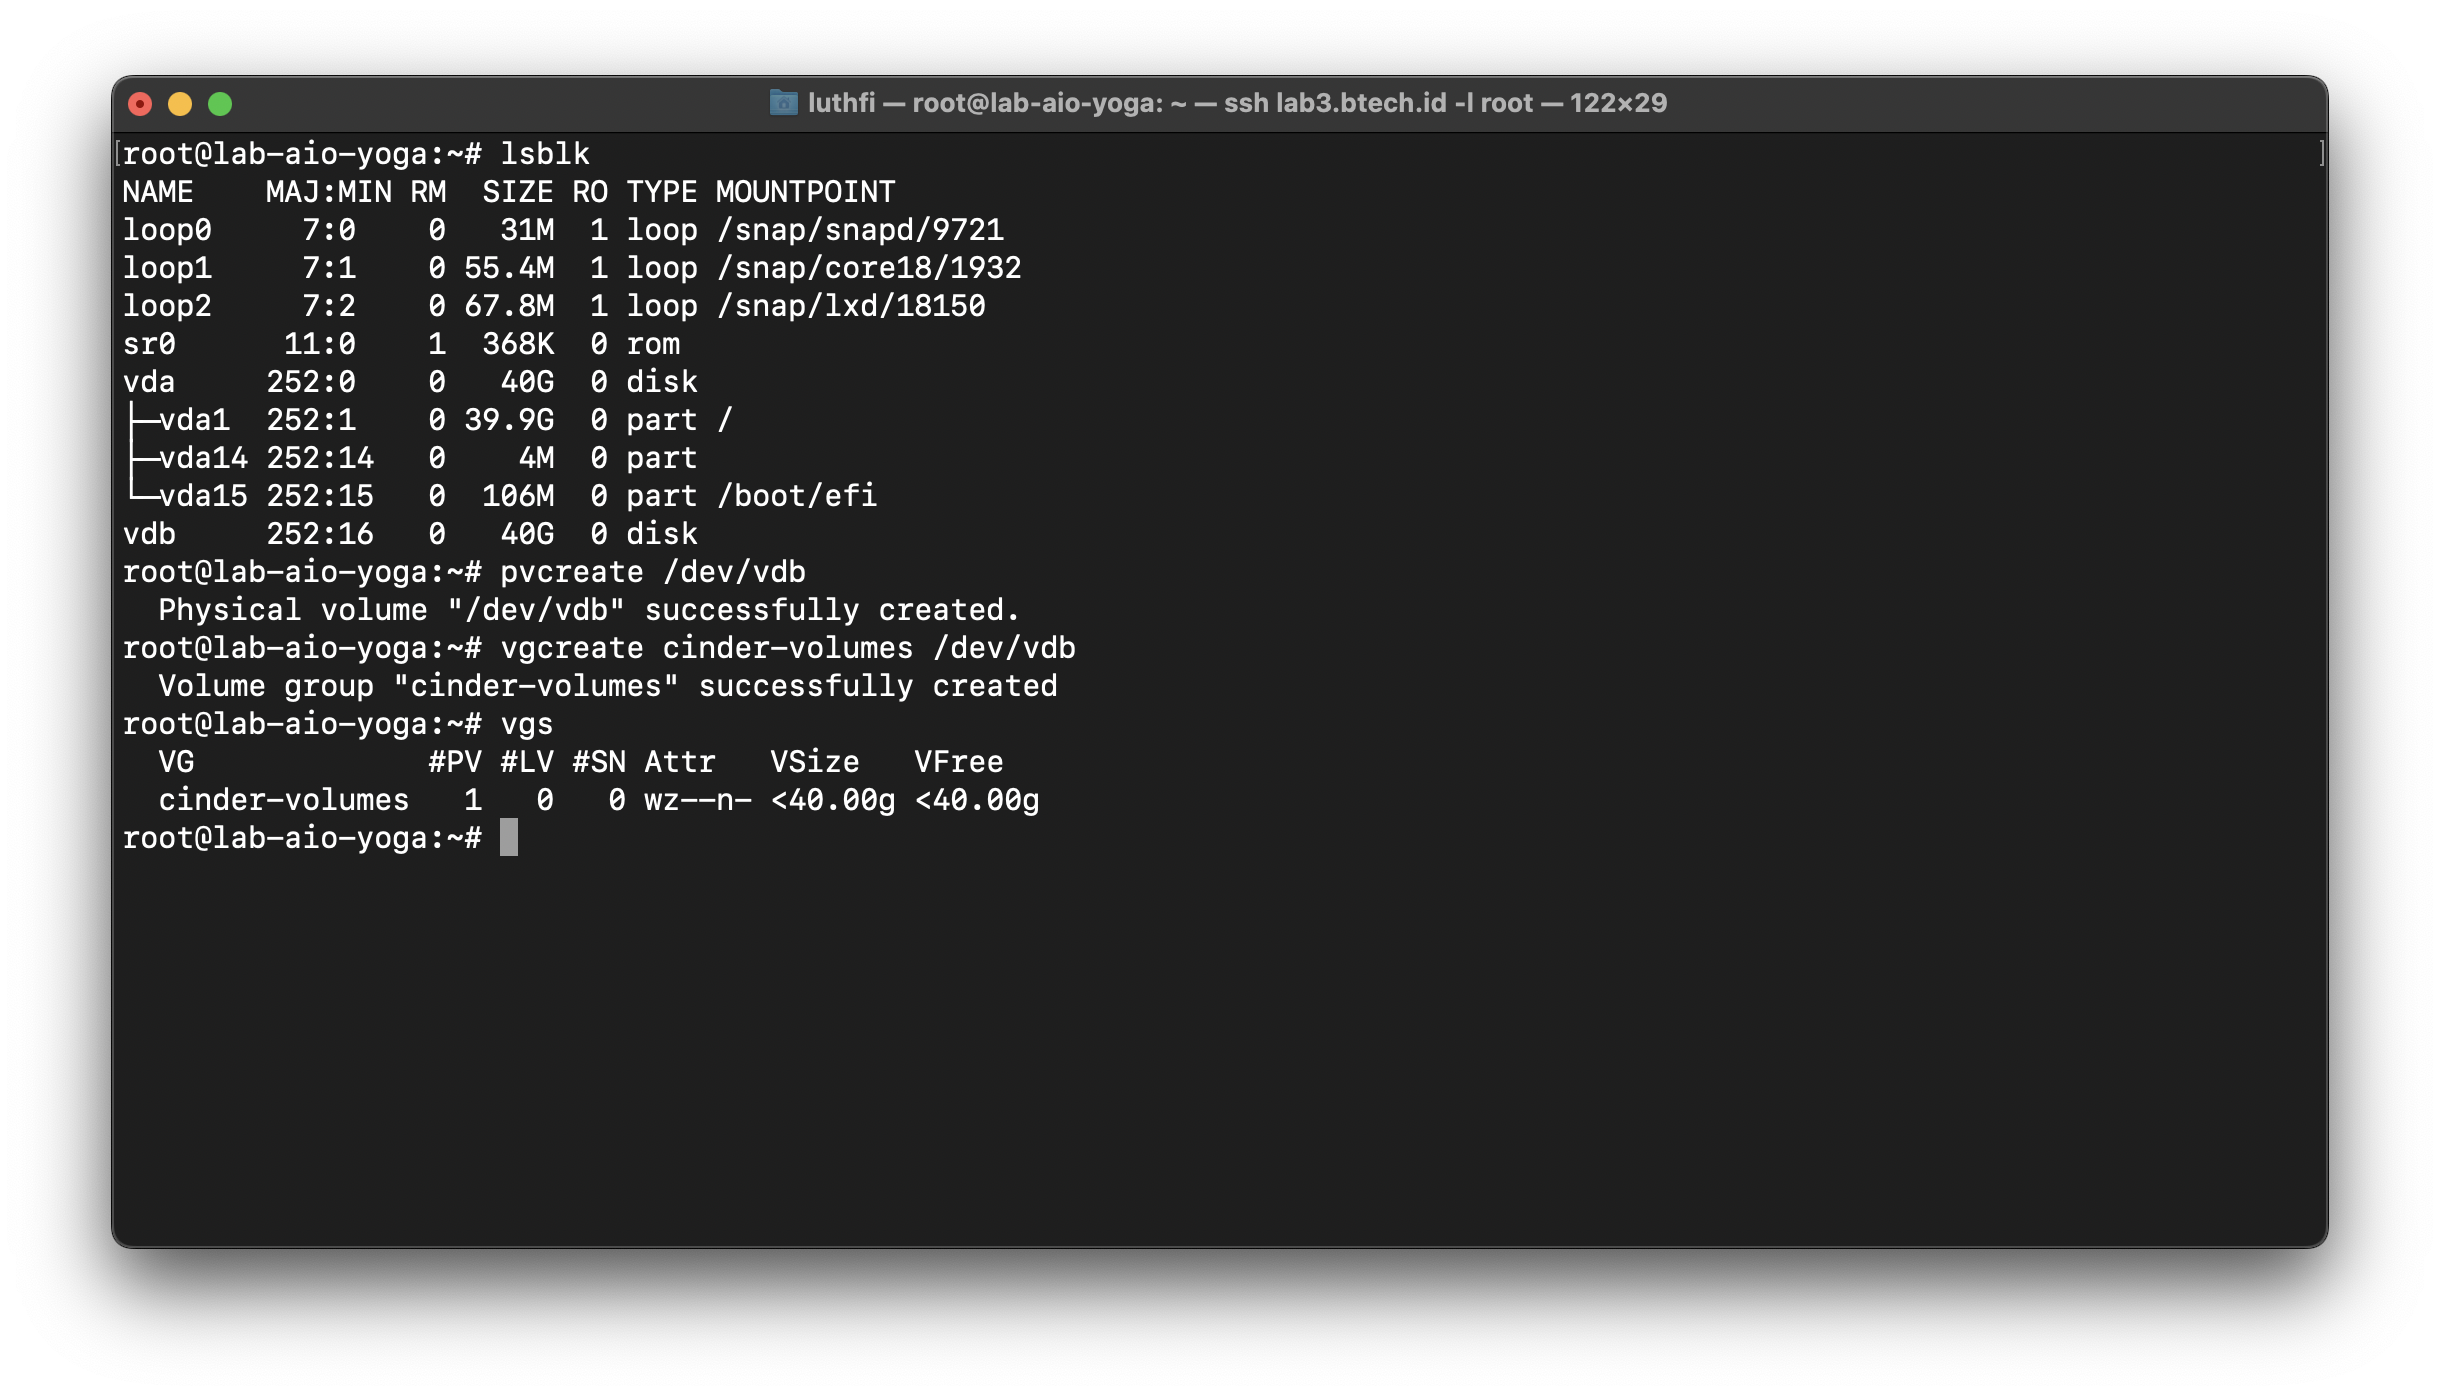 luthfi — root@lab-aio-yoga: ~ — ssh lab3.btech.id -l root — 122×29
[root@lab-aio-yoga:~# lsblk ]
NAME    MAJ:MIN RM  SIZE RO TYPE MOUNTPOINT
loop0     7:0    0   31M  1 loop /snap/snapd/9721
loop1     7:1    0 55.4M  1 loop /snap/core18/1932
loop2     7:2    0 67.8M  1 loop /snap/lxd/18150
sr0      11:0    1  368K  0 rom
vda     252:0    0   40G  0 disk
├─vda1  252:1    0 39.9G  0 part /
├─vda14 252:14   0    4M  0 part
└─vda15 252:15   0  106M  0 part /boot/efi
vdb     252:16   0   40G  0 disk
root@lab-aio-yoga:~# pvcreate /dev/vdb
  Physical volume "/dev/vdb" successfully created.
root@lab-aio-yoga:~# vgcreate cinder-volumes /dev/vdb
  Volume group "cinder-volumes" successfully created
root@lab-aio-yoga:~# vgs
  VG             #PV #LV #SN Attr   VSize   VFree
  cinder-volumes   1   0   0 wz--n- <40.00g <40.00g
root@lab-aio-yoga:~#